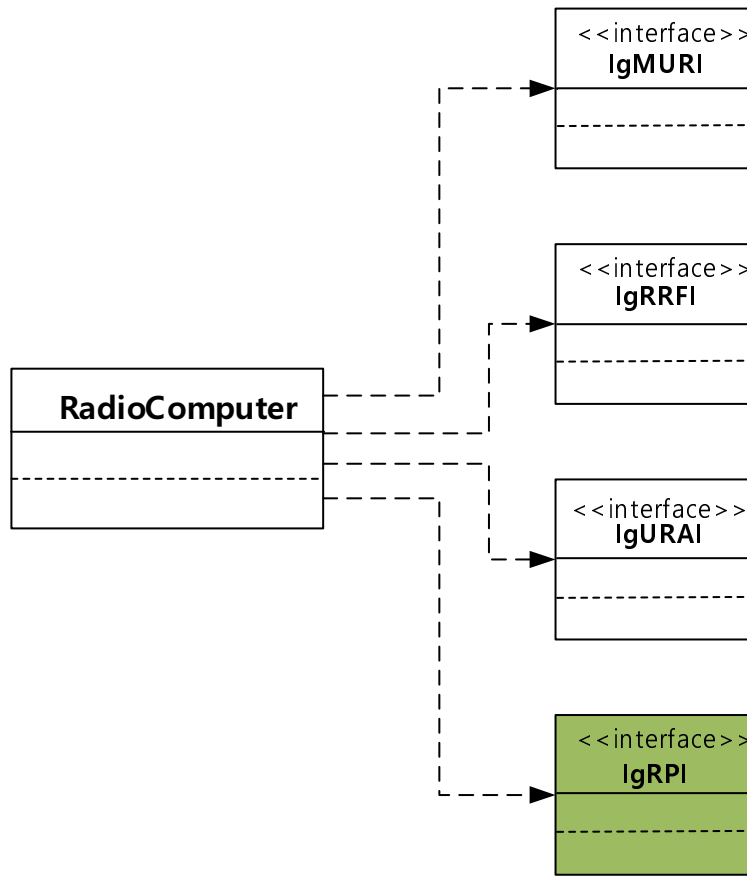 <<interface>>
IgMURI
<<interface>>
IgRRFI
RadioComputer
<<interface>>
IgURAI
<<interface>>
IgRPI